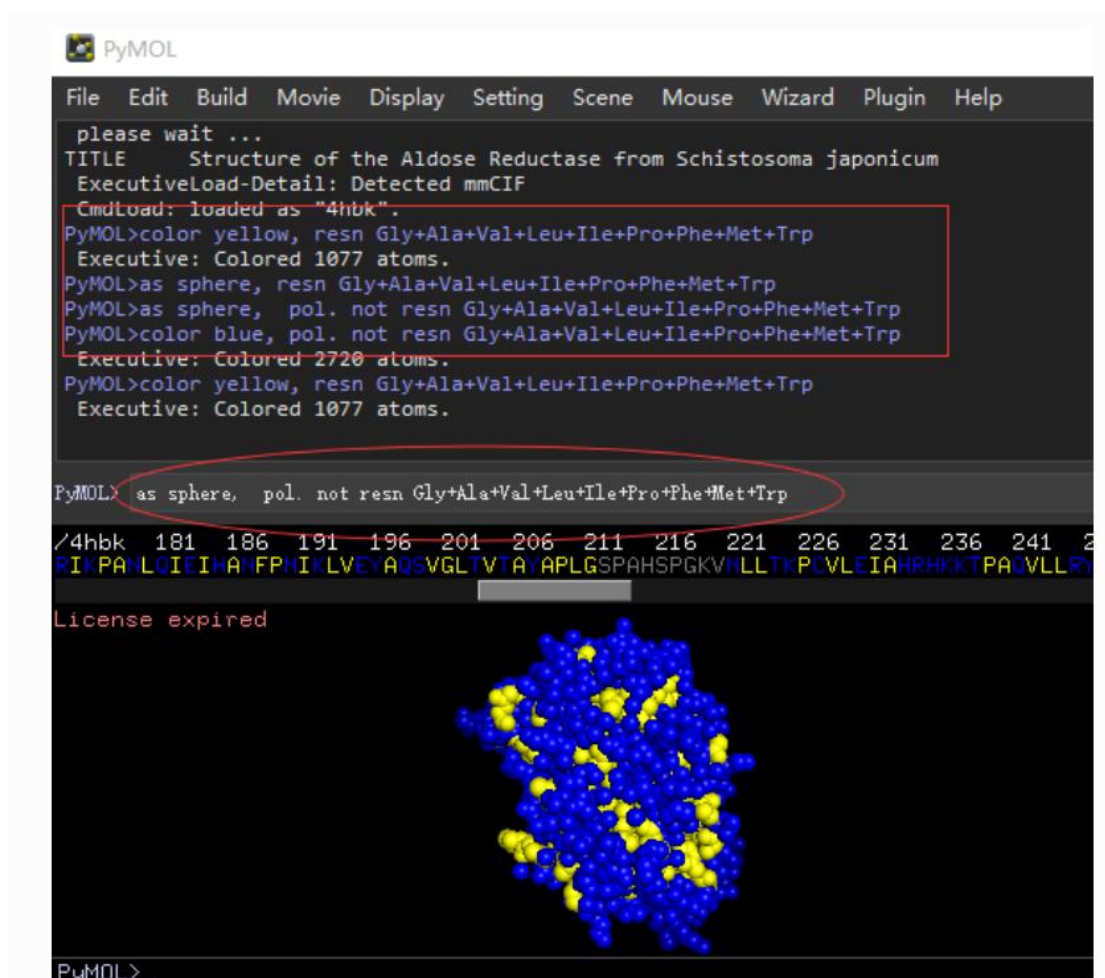 PyMOL
File Edit Build Movie Display Setting Scene Mouse Wizard Plugin Help
please wait ...
TITLE Structure of the Aldose Reductase from Schistosoma japonicum
ExecutiveLoad-Detail: Detected mmCIF
CmdLoad: loaded as "4hbk".
PyMOL>color yellow, resn Gly+Ala+Val+Leu+Ile+Pro+Phe+Met+Trp
Executive: Colored 1077 atoms.
PyMOL>as sphere, resn Gly+Ala+Val+Leu+Ile+Pro+Phe+Met+Trp
PyMOL>as sphere,  pol. not resn Gly+Ala+Val+Leu+Ile+Pro+Phe+Met+Trp
PyMOL>color blue, pol. not resn Gly+Ala+Val+Leu+Ile+Pro+Phe+Met+Trp
Executive: Colored 2720 atoms.
PyMOL>color yellow, resn Gly+Ala+Val+Leu+Ile+Pro+Phe+Met+Trp
Executive: Colored 1077 atoms.
PyMOL> as sphere,  pol. not resn Gly+Ala+Val+Leu+Ile+Pro+Phe+Met+Trp
/4hbk 181 186 191 196 201 206 211 216 221 226 231 236 241 2
RIKPANLQIEIHANFPNIKLVEYAQSVGLTVTAYAPLGSPAHSPGKVNLLTKPCVLEIAHRHKKTPAQVLLRY
License expired
PyMOL>